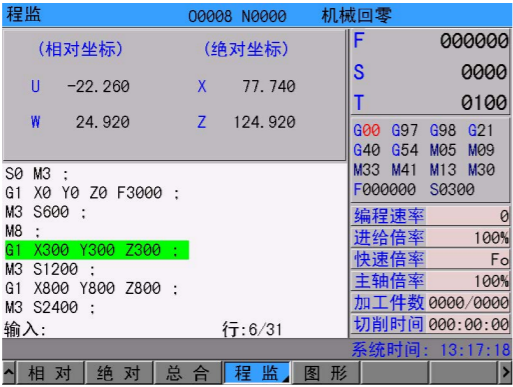 程监 O0008 N0000 机械回零
(相对坐标) (绝对坐标)
U -22.260 X 77.740
W 24.920 Z 124.920
F 000000
S 0000
T 0100
G00 G97 G98 G21
G40 G54 M05 M09
M33 M41 M13 M30
F000000 S0300
S0 M3 ;
G1 X0 Y0 Z0 F3000 ;
M3 S600 ;
M8 ;
G1 X300 Y300 Z300 ;
M3 S1200 ;
G1 X800 Y800 Z800 ;
M3 S2400 ;
输入: 行:6/31
编程速率 0
进给倍率 100%
快速倍率 Fo
主轴倍率 100%
加工件数 0000/0000
切削时间 000:00:00
系统时间: 13:17:18
^ 相对 绝对 总合 程监 图形 >